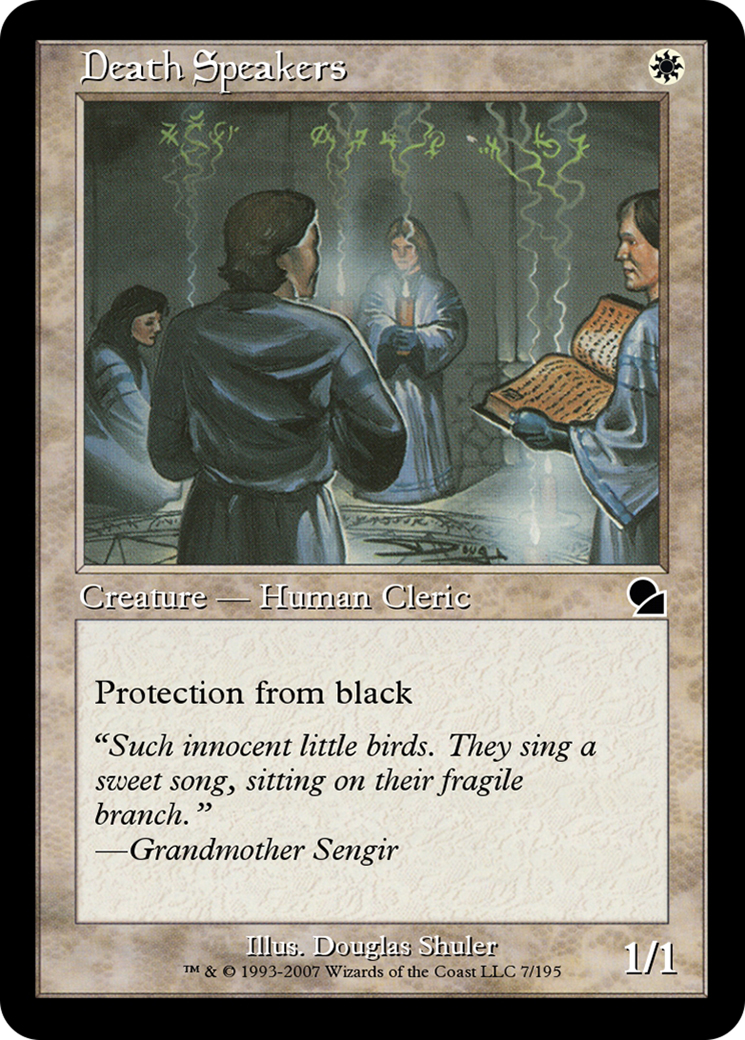 Death Speakers
Creature — Human Cleric
Protection from black
“Such innocent little birds. They sing a
sweet song, sitting on their fragile
branch.”
—Grandmother Sengir
Illus. Douglas Shuler
™ & © 1993-2007 Wizards of the Coast LLC 7/195
1/1